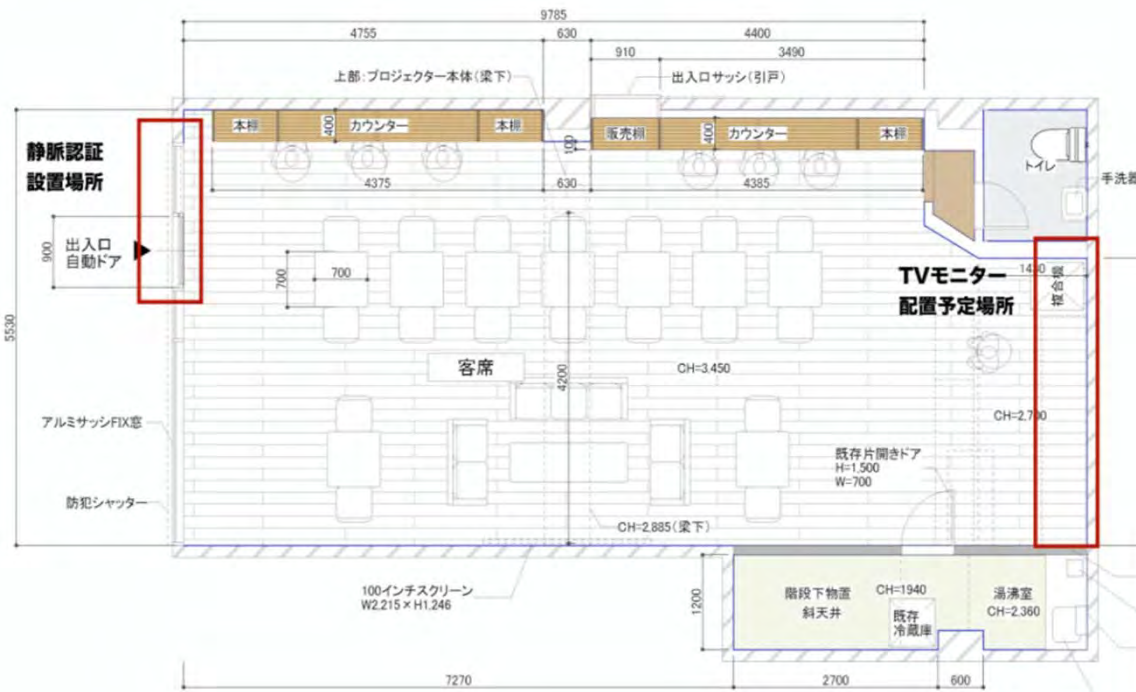 9785
4755
630
4400
910
3490
上部:プロジェクター本体(梁下)
出入口サッシ(引戸)
本棚
400
カウンター
本棚
100
販売棚
400
カウンター
本棚
トイレ
手洗器
静脈認証
設置場所
4375
630
4385
900
出入口
自動ドア
700
700
TVモニター
配置予定場所
複合機
5530
客席
4200
CH=3,450
CH=2,700
アルミサッシFIX窓
既存片開きドア
H=1,500
W=700
防犯シャッター
CH=2,885(梁下)
100インチスクリーン
W2,215×H1,246
1200
階段下物置
斜天井
CH=1940
既存
冷蔵庫
湯沸室
CH=2,360
7270
2700
600